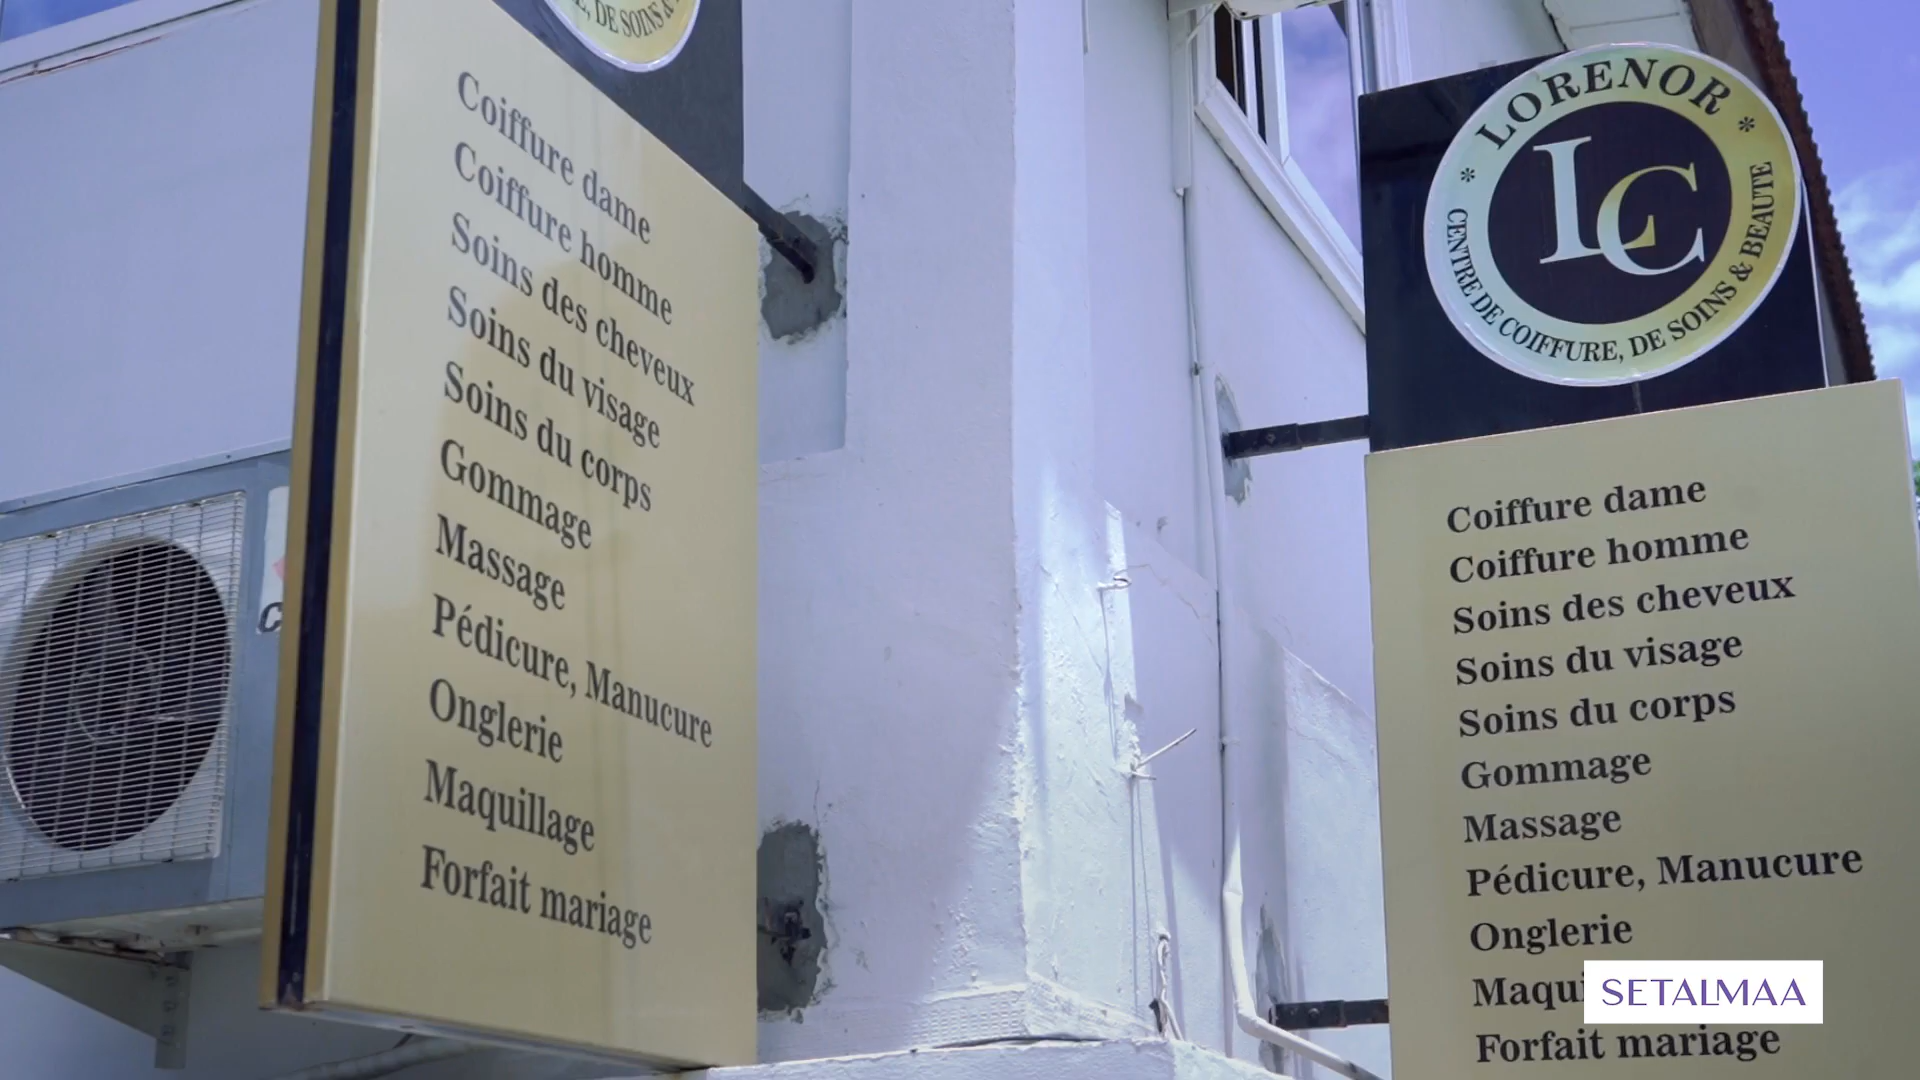 E, DE SOINS &
Coiffure dame
Coiffure homme
Soins des cheveux
Soins du visage
Soins du corps
Gommage
Massage
Pédicure, Manucure
Onglerie
Maquillage
Forfait mariage
* LORENOR *
LC
CENTRE DE COIFFURE, DE SOINS & BEAUTE
Coiffure dame
Coiffure homme
Soins des cheveux
Soins du visage
Soins du corps
Gommage
Massage
Pédicure, Manucure
Onglerie
Maqui
SETALMAA
Forfait mariage